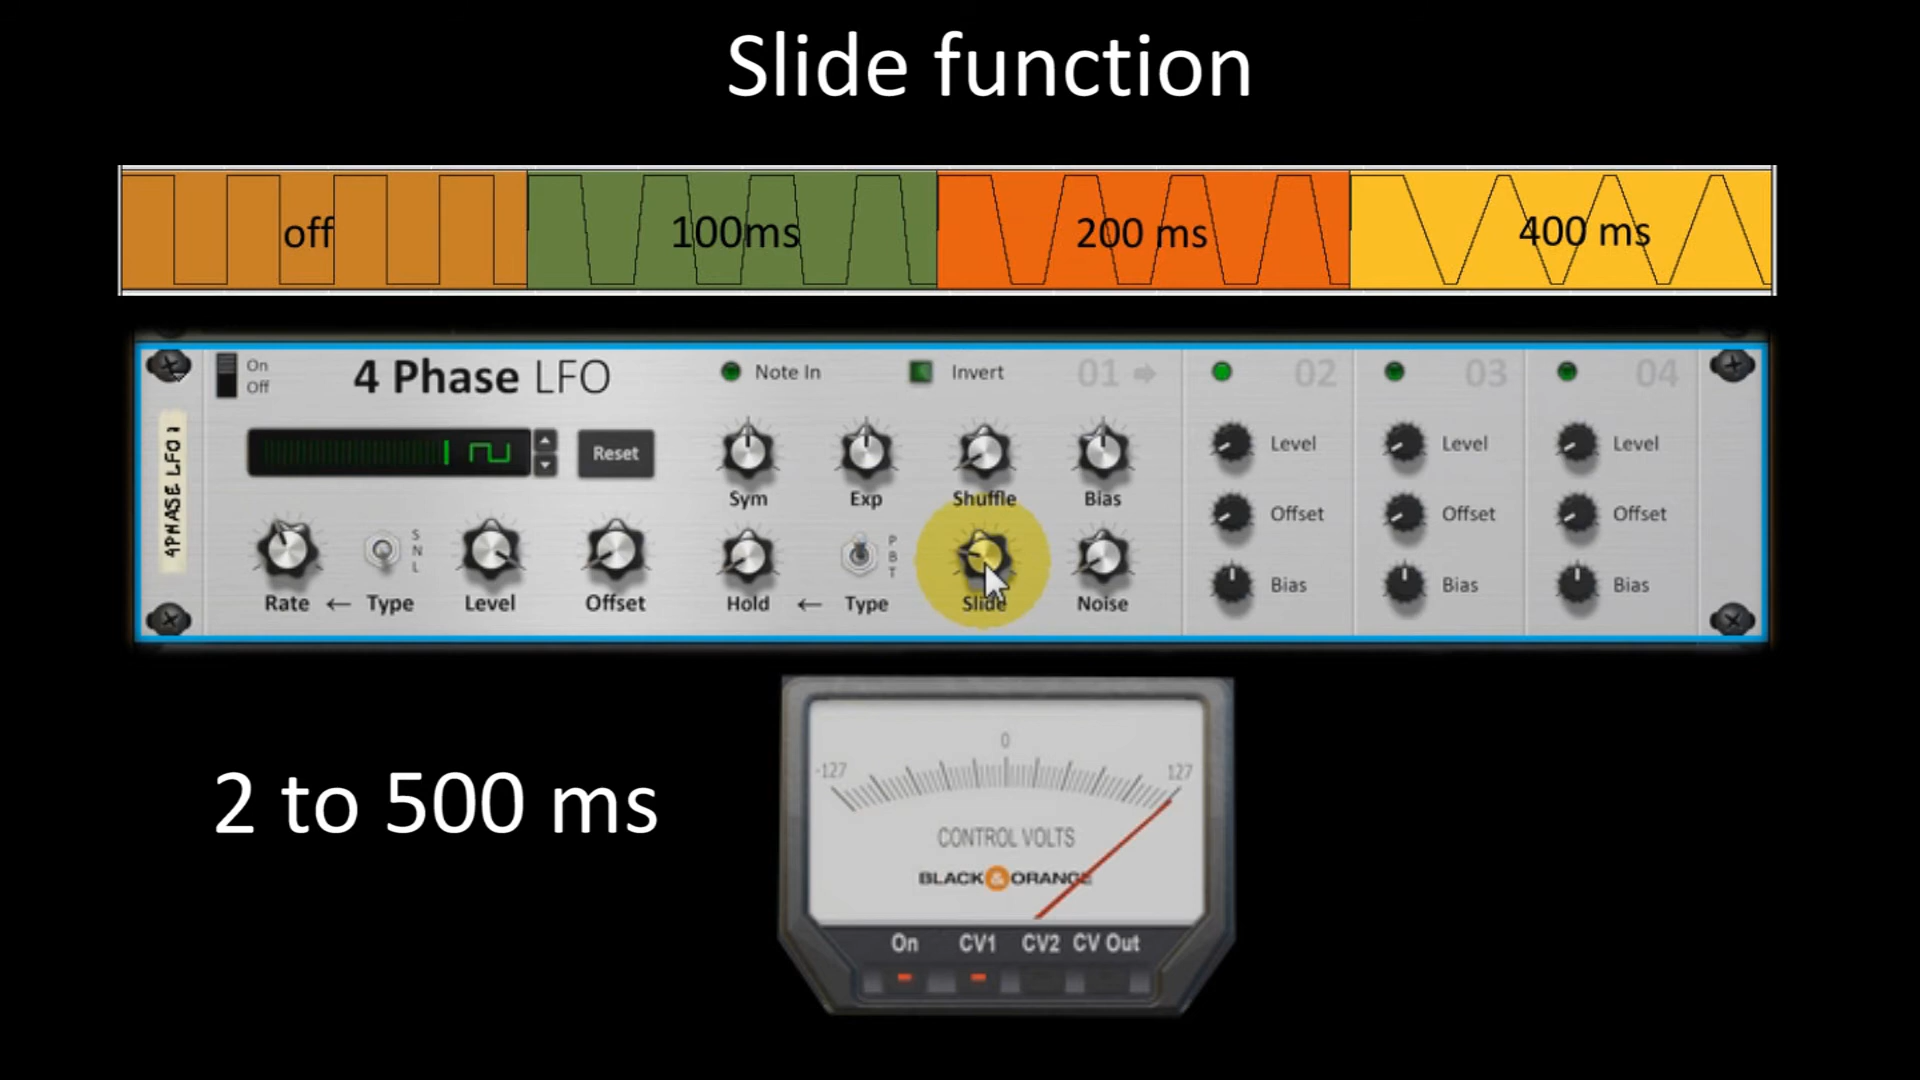 Slide function
off 100ms 200 ms 400 ms
On
Off
4 Phase LFO
Note In
Invert
01
02
03
04
4PHASE LFO 1
Reset
Sym Exp Shuffle Bias
Level Level Level
Offset Offset Offset
Bias Bias Bias
S
N
L
P
B
T
Rate ← Type Level Offset Hold ← Type Slide Noise
2 to 500 ms
-127 0 127
CONTROL VOLTS
BLACK & ORANGE
On CV1 CV2 CV Out